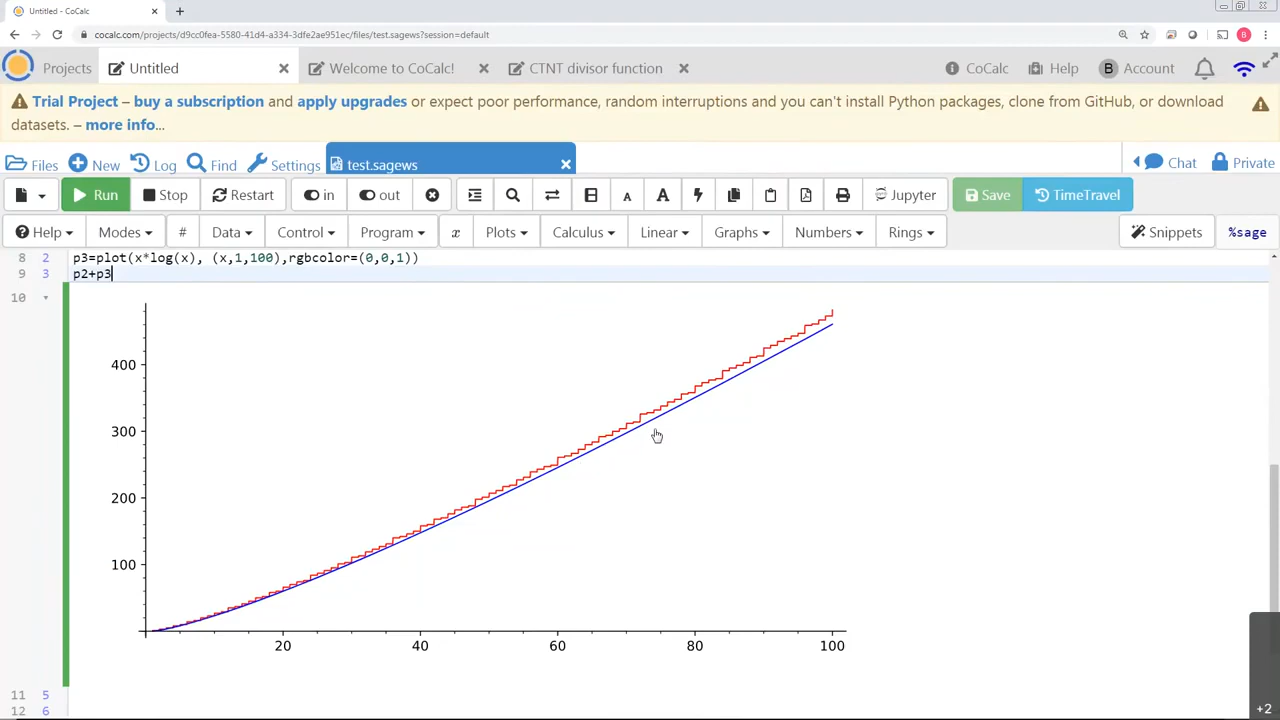 Untitled - CoCalc
cocalc.com/projects/d9cc0fea-5580-41d4-a334-3dfe2ae951ec/files/test.sagews?session=default
B
Projects Untitled Welcome to CoCalc! CTNT divisor function CoCalc Help B Account
Trial Project – buy a subscription and apply upgrades or expect poor performance, random interruptions and you can't install Python packages, clone from GitHub, or download
datasets. – more info...
Files New Log Find Settings test.sagews Chat Private
Run Stop Restart in out A A Jupyter Save TimeTravel
Help Modes # Data Control Program x Plots Calculus Linear Graphs Numbers Rings Snippets %sage
8 2 p3=plot(x*log(x), (x,1,100),rgbcolor=(0,0,1))
9 3 p2+p3
10
400
300
200
100
20 40 60 80 100
11 5
12 6
+2